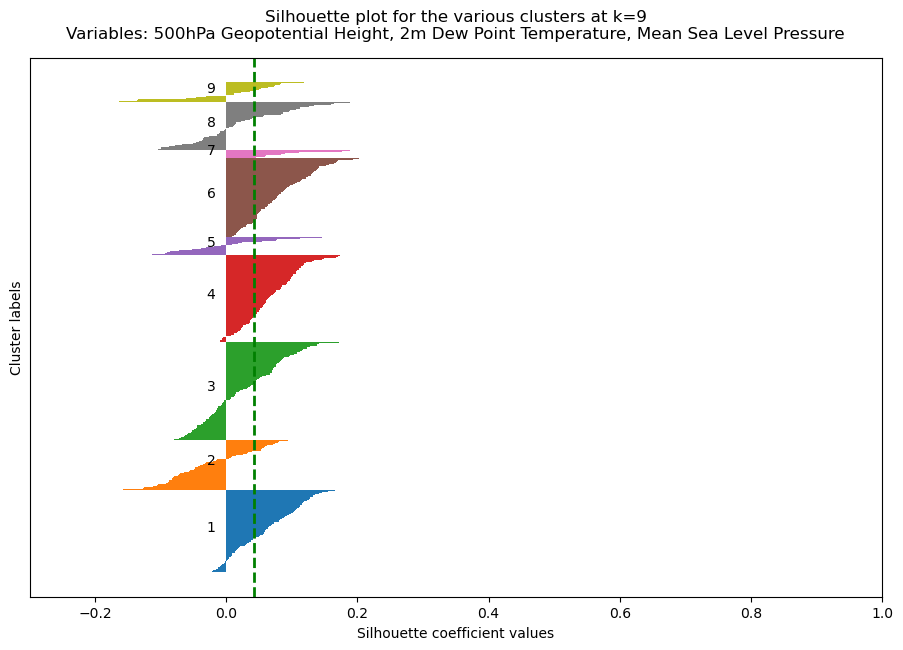 Silhouette plot for the various clusters at k=9
Variables: 500hPa Geopotential Height, 2m Dew Point Temperature, Mean Sea Level Pressure
Cluster labels
9
8
7
6
5
4
3
2
1
−0.2 0.0 0.2 0.4 0.6 0.8 1.0
Silhouette coefficient values